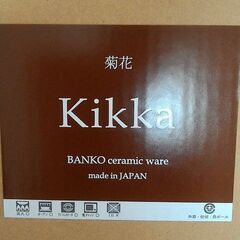 菊花
Kikka
BANKO ceramic ware
made in JAPAN